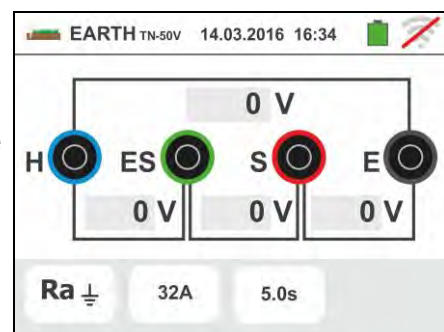 EARTH TN-50V 14.03.2016 16:34
0 V
H ES S E
0 V 0 V 0 V
Ra 32A 5.0s